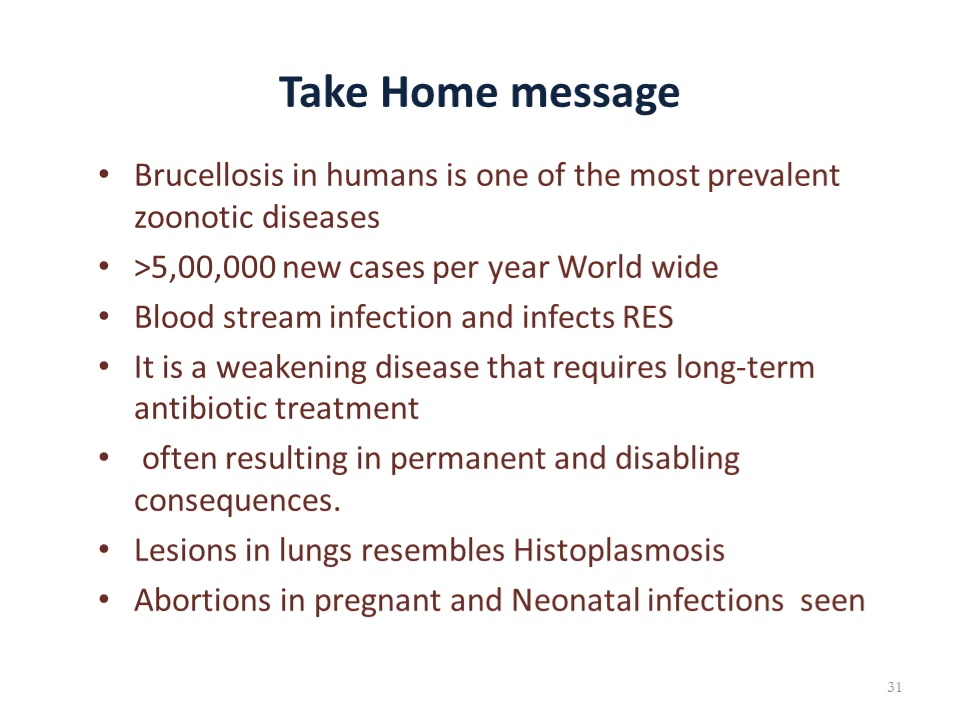 Take Home message
• Brucellosis in humans is one of the most prevalent
zoonotic diseases
• >5,00,000 new cases per year World wide
• Blood stream infection and infects RES
• It is a weakening disease that requires long-term
antibiotic treatment
• often resulting in permanent and disabling
consequences.
• Lesions in lungs resembles Histoplasmosis
• Abortions in pregnant and Neonatal infections  seen
31